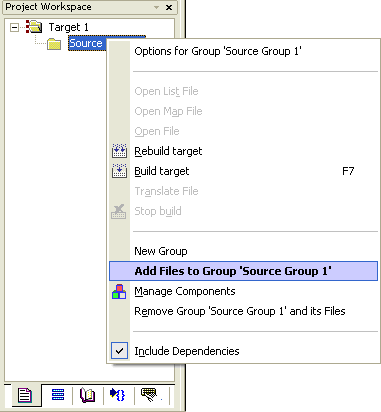 Project Workspace
Target 1
Source
Options for Group 'Source Group 1'
Open List File
Open Map File
Open File
Rebuild target
Build target F7
Translate File
Stop build
New Group
Add Files to Group 'Source Group 1'
Manage Components
Remove Group 'Source Group 1' and its Files
Include Dependencies